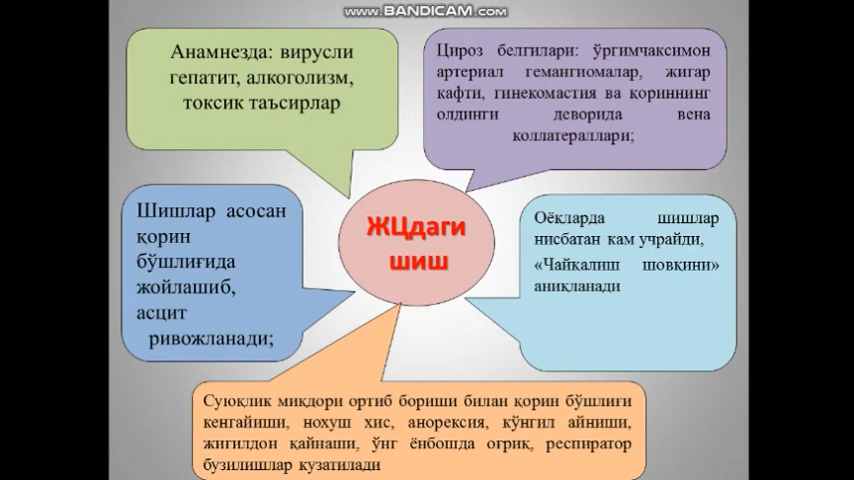 www.BANDICAM.com
Анамнезда: вирусли
гепатит, алкоголизм,
токсик таъсирлар
Цироз белгилари: ўргимчаксимон
артериал гемангиомалар, жигар
кафти, гинекомастия ва қориннинг
олдинги деворида вена
коллатераллари;
ЖЦдаги
шиш
Шишлар асосан
қорин
бўшлиғида
жойлашиб,
асцит
ривожланади;
Оёқларда шишлар
нисбатан кам учрайди,
«Чайқалиш шовқини»
аниқланади
Суюқлик миқдори ортиб бориши билан қорин бўшлиғи
кенгайиши, нохуш хис, анорексия, кўнгил айниши,
жиғилдон қайнаши, ўнг ёнбошда оғриқ, респиратор
бузилишлар кузатилади